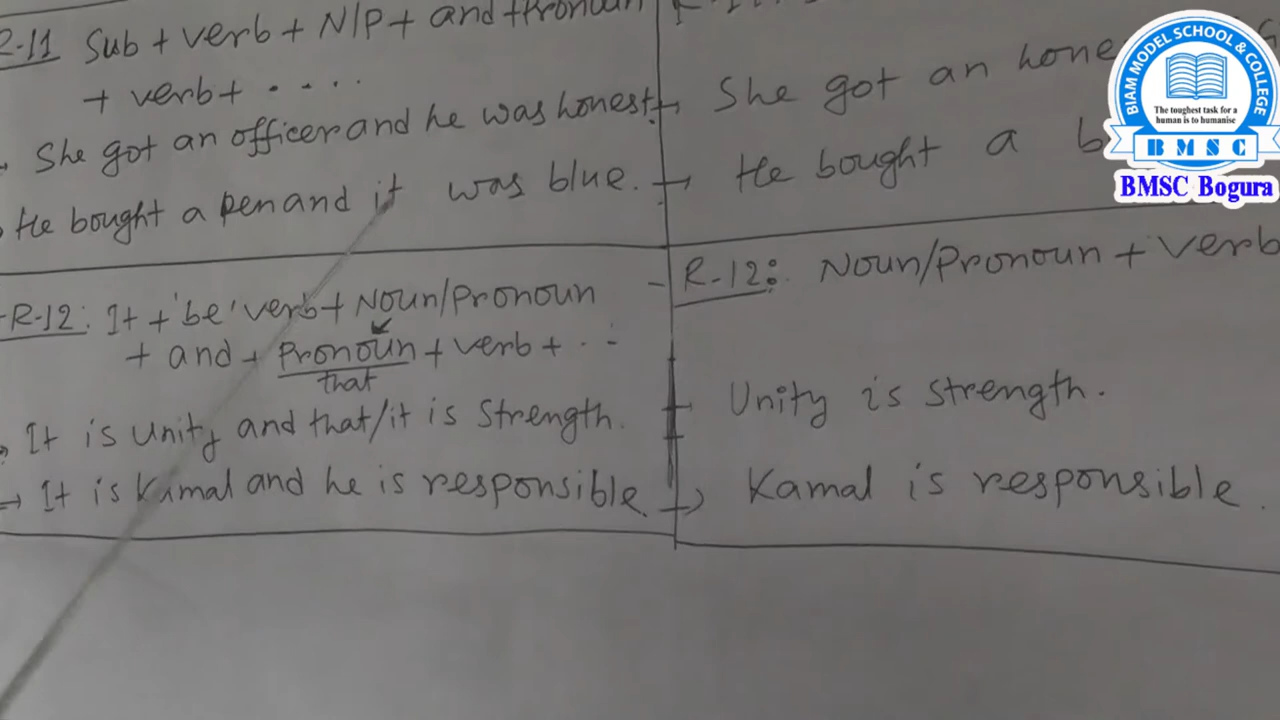 R-11 Sub + verb + N/P + and + Pronoun
+ verb + ....
She got an officer and he was honest.
He bought a pen and it was blue.
She got an hone
→ He bought a b
R-12: It + 'be' verb + Noun/Pronoun
+ and + Pronoun + verb + ...
that
It is Unity and that/it is Strength.
→ It is Kamal and he is responsible.
R-12: Noun/Pronoun + verb
Unity is strength.
→ Kamal is responsible.
BIAM MODEL SCHOOL & COLLEGE
The toughest task for a
human is to humanise
BMSC
BMSC Bogura